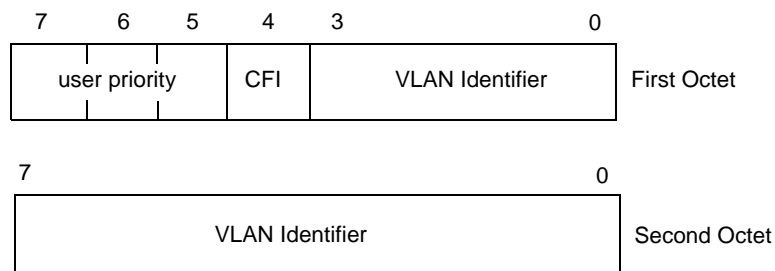 7 6 5 4 3 0
user priority CFI VLAN Identifier First Octet
7 0
VLAN Identifier Second Octet